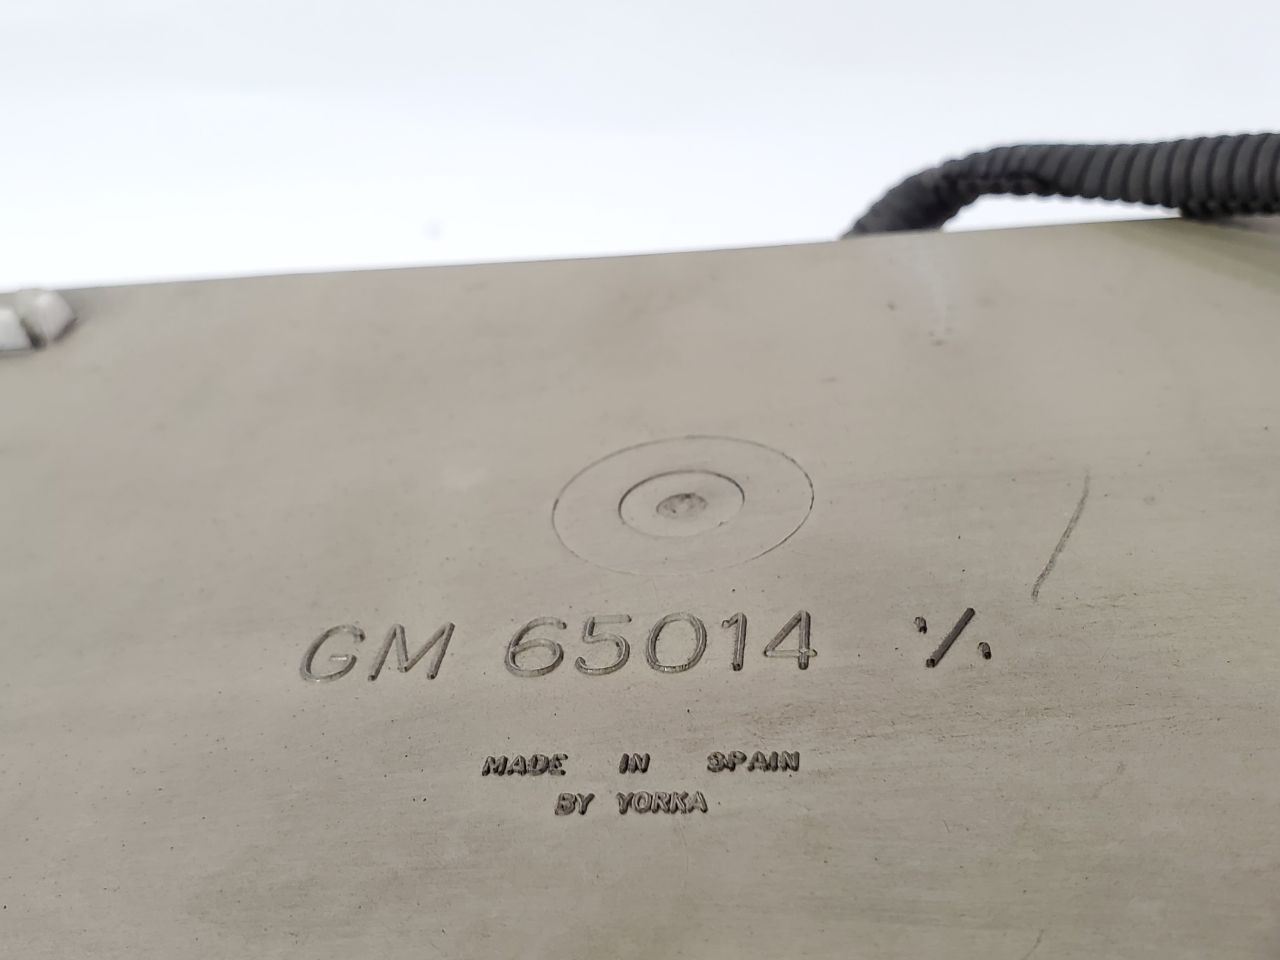 GM 65014 ·/.
MADE IN SPAIN
BY YORKA